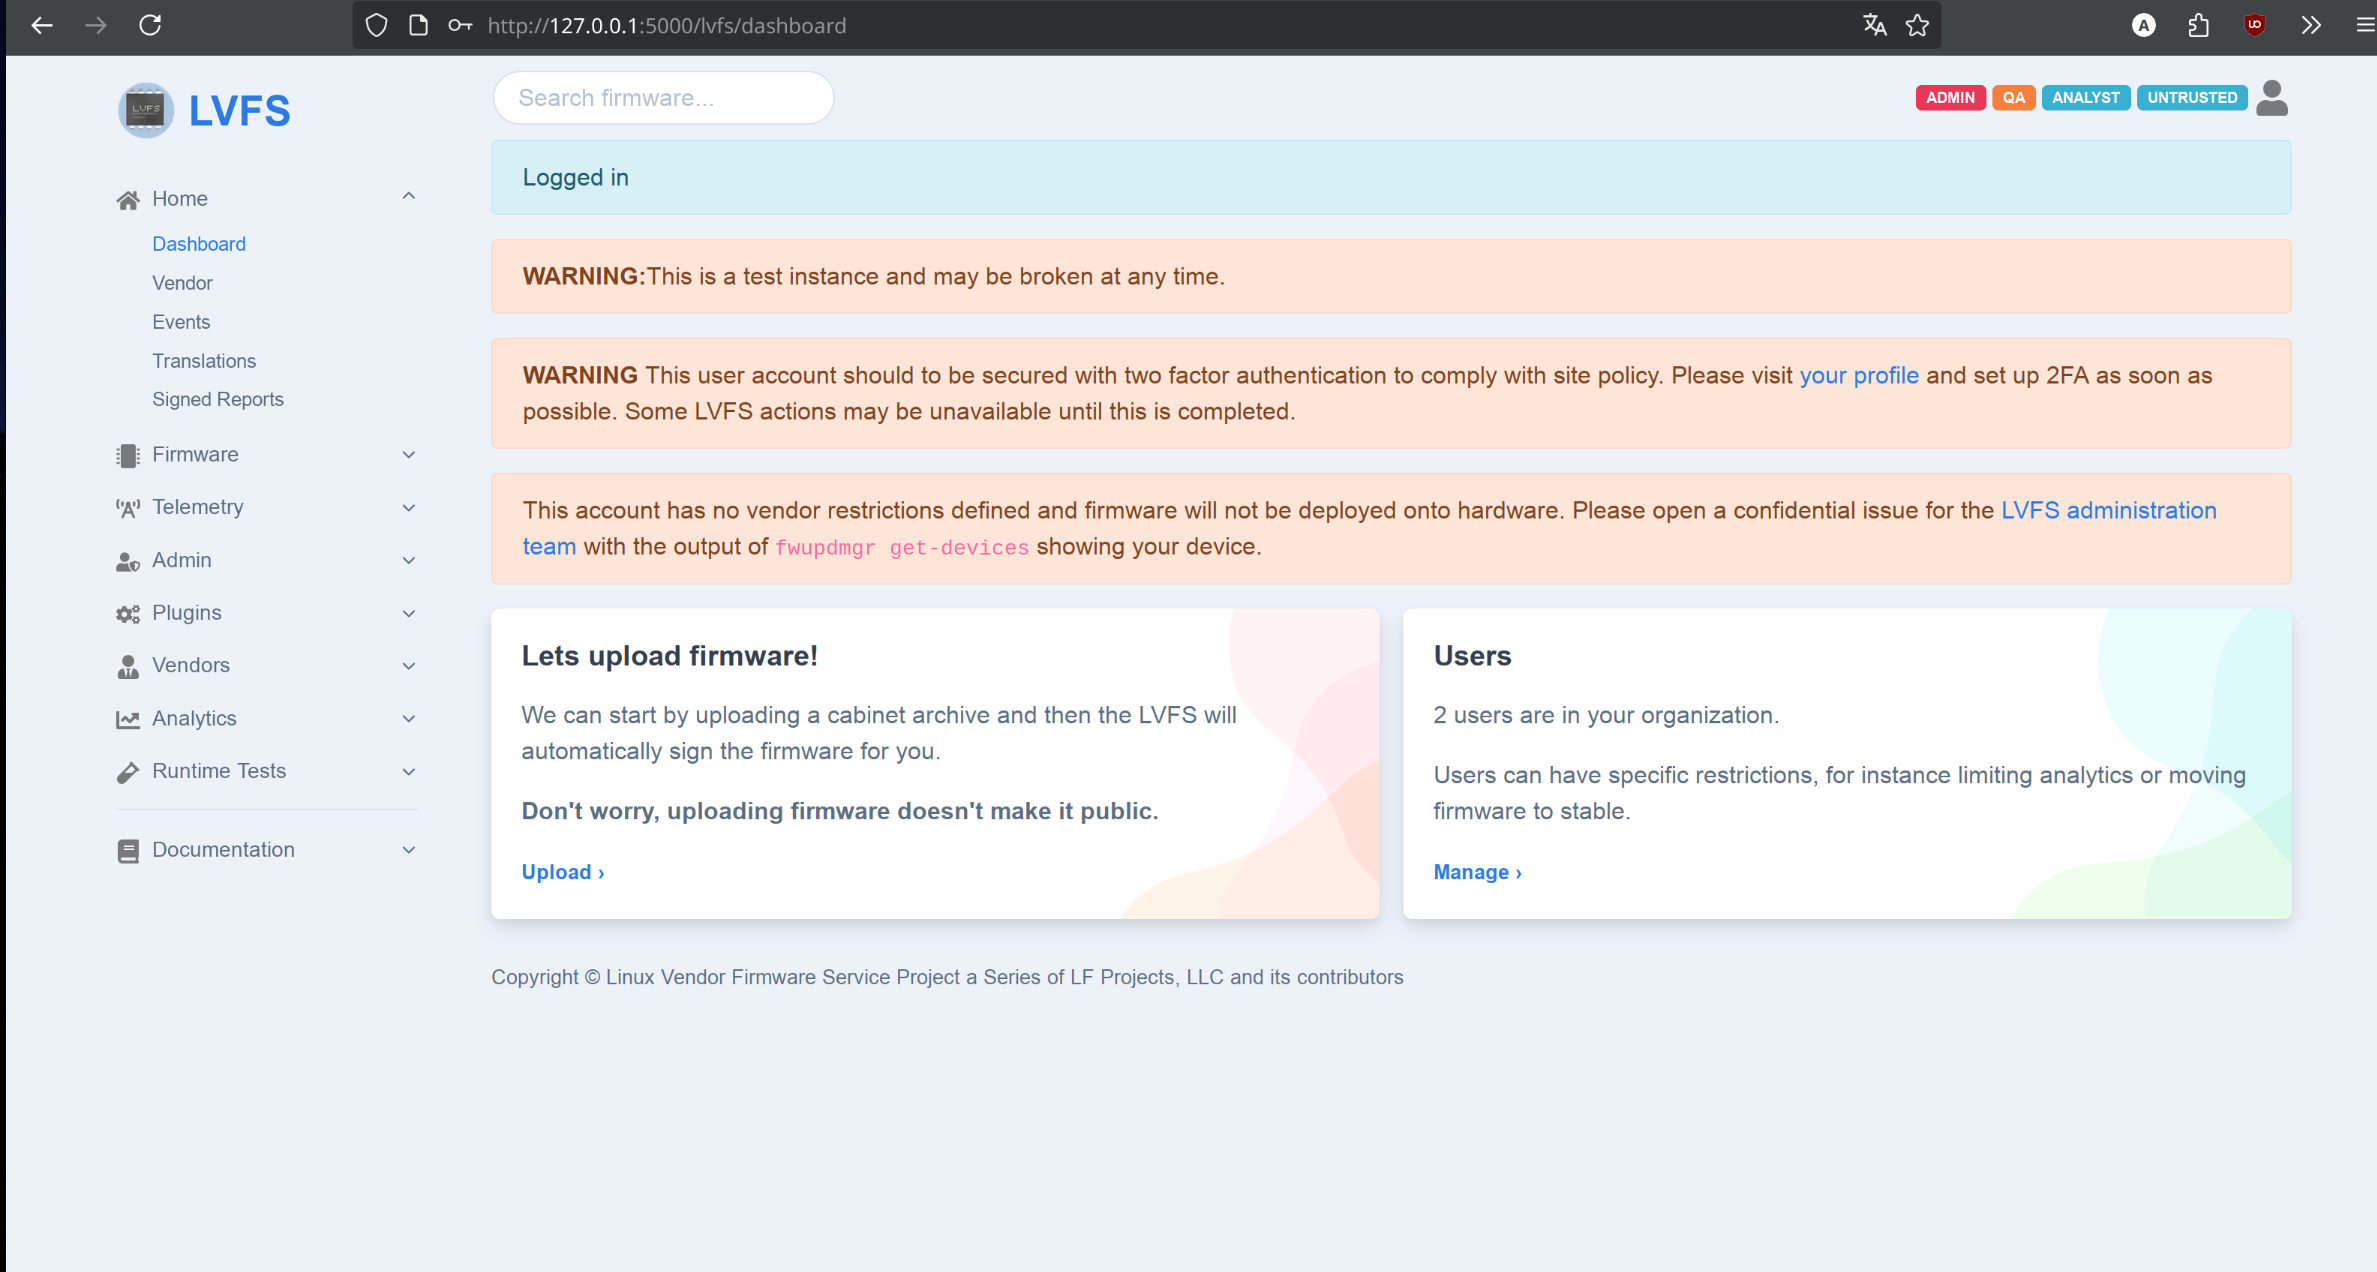 http://127.0.0.1:5000/lvfs/dashboard
LVFS
LVFS
Search firmware...
ADMIN QA ANALYST UNTRUSTED
Home
Dashboard
Vendor
Events
Translations
Signed Reports
Firmware
Telemetry
Admin
Plugins
Vendors
Analytics
Runtime Tests
Documentation
Logged in
WARNING:This is a test instance and may be broken at any time.
WARNING This user account should to be secured with two factor authentication to comply with site policy. Please visit your profile and set up 2FA as soon as
possible. Some LVFS actions may be unavailable until this is completed.
This account has no vendor restrictions defined and firmware will not be deployed onto hardware. Please open a confidential issue for the LVFS administration
team with the output of fwupdmgr get-devices showing your device.
Lets upload firmware!
We can start by uploading a cabinet archive and then the LVFS will
automatically sign the firmware for you.
Don't worry, uploading firmware doesn't make it public.
Upload ›
Users
2 users are in your organization.
Users can have specific restrictions, for instance limiting analytics or moving
firmware to stable.
Manage ›
Copyright © Linux Vendor Firmware Service Project a Series of LF Projects, LLC and its contributors